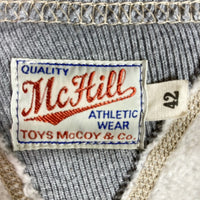 QUALITY
McHill
ATHLETIC
WEAR
TOYS McCOY & Co.
42